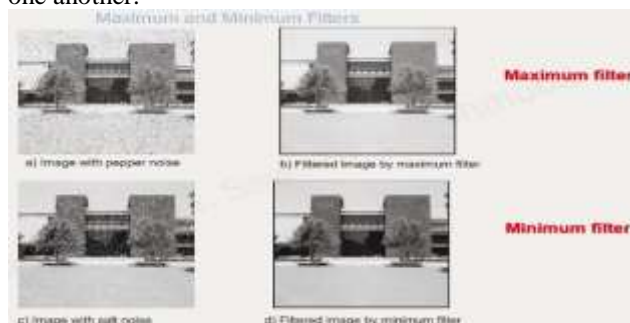 one another.
Maximum and Minimum Filters
Maximum filter
a) Image with pepper noise
b) Filtered image by maximum filter
Minimum filter
c) Image with salt noise
d) Filtered image by minimum filter